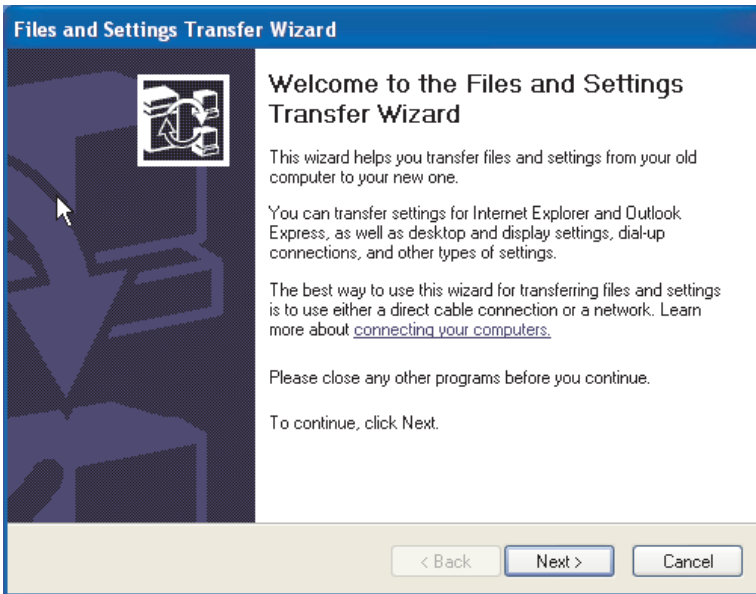 Files and Settings Transfer Wizard
Welcome to the Files and Settings
Transfer Wizard
This wizard helps you transfer files and settings from your old
computer to your new one.
You can transfer settings for Internet Explorer and Outlook
Express, as well as desktop and display settings, dial-up
connections, and other types of settings.
The best way to use this wizard for transferring files and settings
is to use either a direct cable connection or a network. Learn
more about connecting your computers.
Please close any other programs before you continue.
To continue, click Next.
< Back Next > Cancel